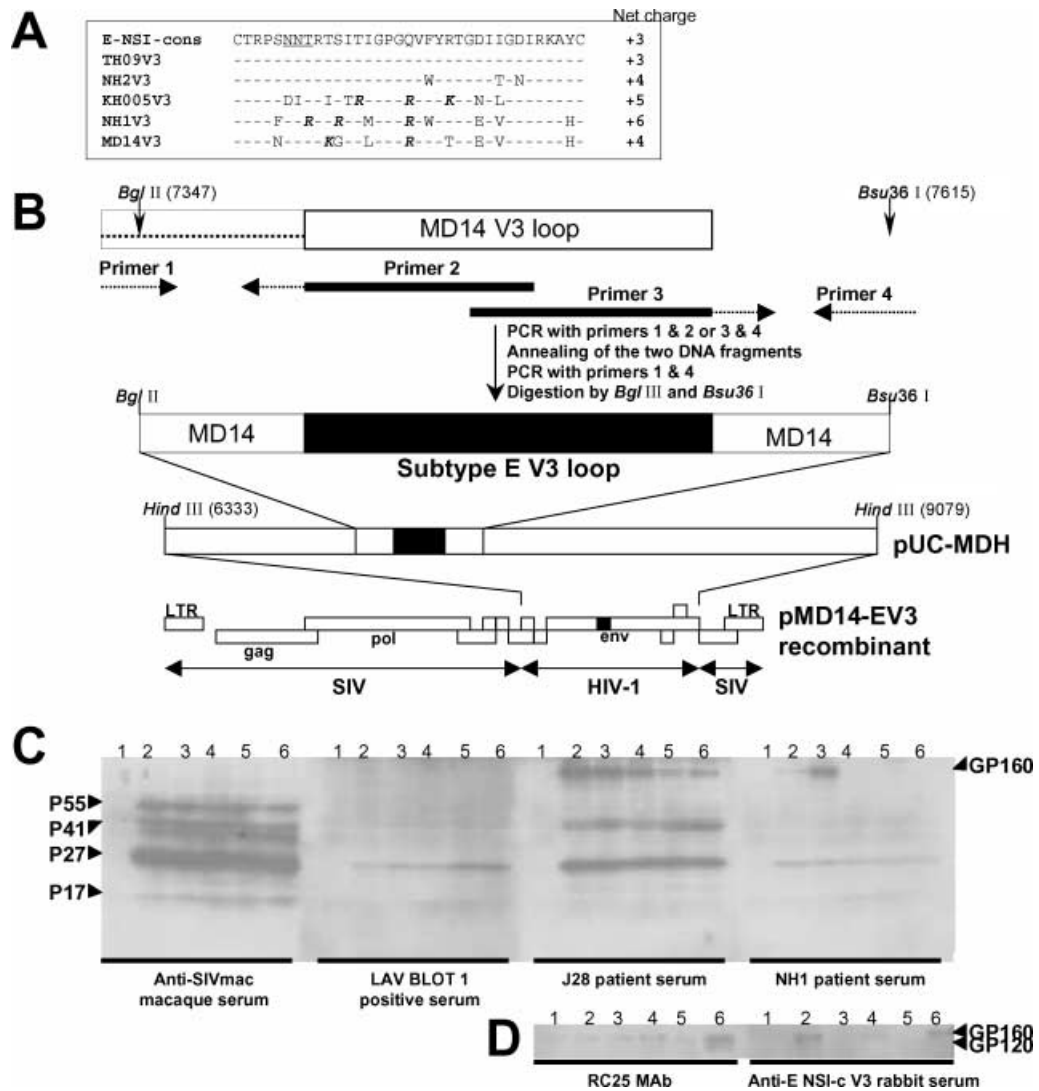 A
Net charge
E-NSI-cons CTRPSNNTRTSITIGPGQVFYRTGDIIGDIRKAYC +3
TH09V3 ----------------------------------- +3
NH2V3 -------------------W------T-N------ +4
KH005V3 -----DI--I-TR----R---K--N-L-------- +5
NH1V3 ----F--R--R--M---R-W----E-V------H- +6
MD14V3 ----N----KG--L---R---T--E-V------H- +4
B
Bgl II (7347)
Bsu36 I (7615)
MD14 V3 loop
Primer 1
Primer 2
Primer 3
Primer 4
PCR with primers 1 & 2 or 3 & 4
Annealing of the two DNA fragments
PCR with primers 1 & 4
Digestion by Bgl III and Bsu36 I
Bgl II
Bsu36 I
MD14
MD14
Subtype E V3 loop
Hind III (6333)
Hind III (9079)
pUC-MDH
LTR
gag
pol
env
LTR
pMD14-EV3
recombinant
SIV
HIV-1
SIV
C
1 2 3 4 5 6
1 2 3 4 5 6
1 2 3 4 5 6
1 2 3 4 5 6
GP160
P55
P41
P27
P17
Anti-SIVmac
macaque serum
LAV BLOT 1
positive serum
J28 patient serum
NH1 patient serum
D
1 2 3 4 5 6
1 2 3 4 5 6
GP160
GP120
RC25 MAb
Anti-E NSI-c V3 rabbit serum